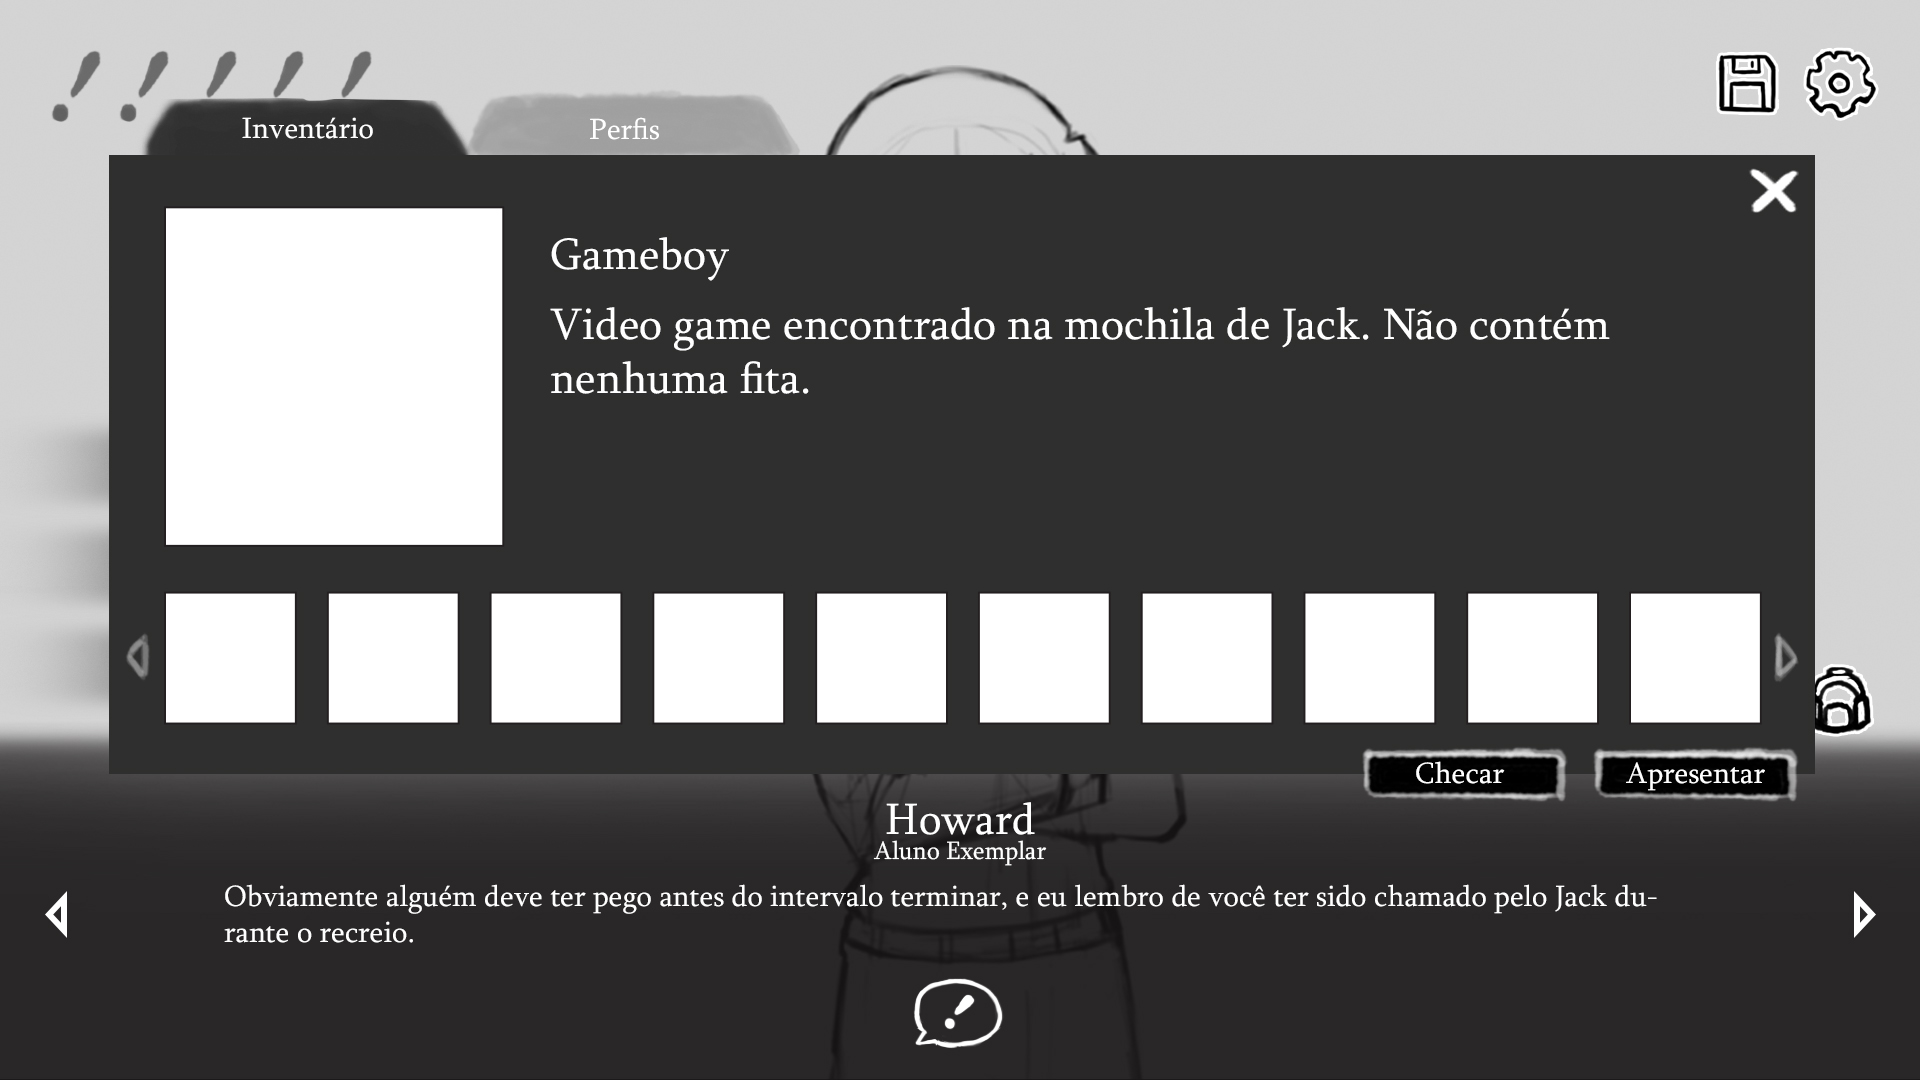 Inventário
Perfis
Gameboy
Video game encontrado na mochila de Jack. Não contém
nenhuma fita.
Checar
Apresentar
Howard
Aluno Exemplar
Obviamente alguém deve ter pego antes do intervalo terminar, e eu lembro de você ter sido chamado pelo Jack du-
rante o recreio.